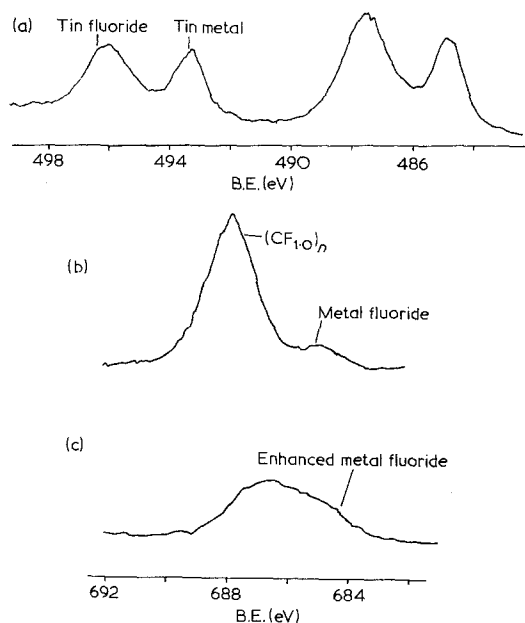 (a)
Tin fluoride
Tin metal
498 494 490 486
B.E.(eV)
(b)
(CF1·0)n
Metal fluoride
(c)
Enhanced metal fluoride
692 688 684
B.E.(eV)